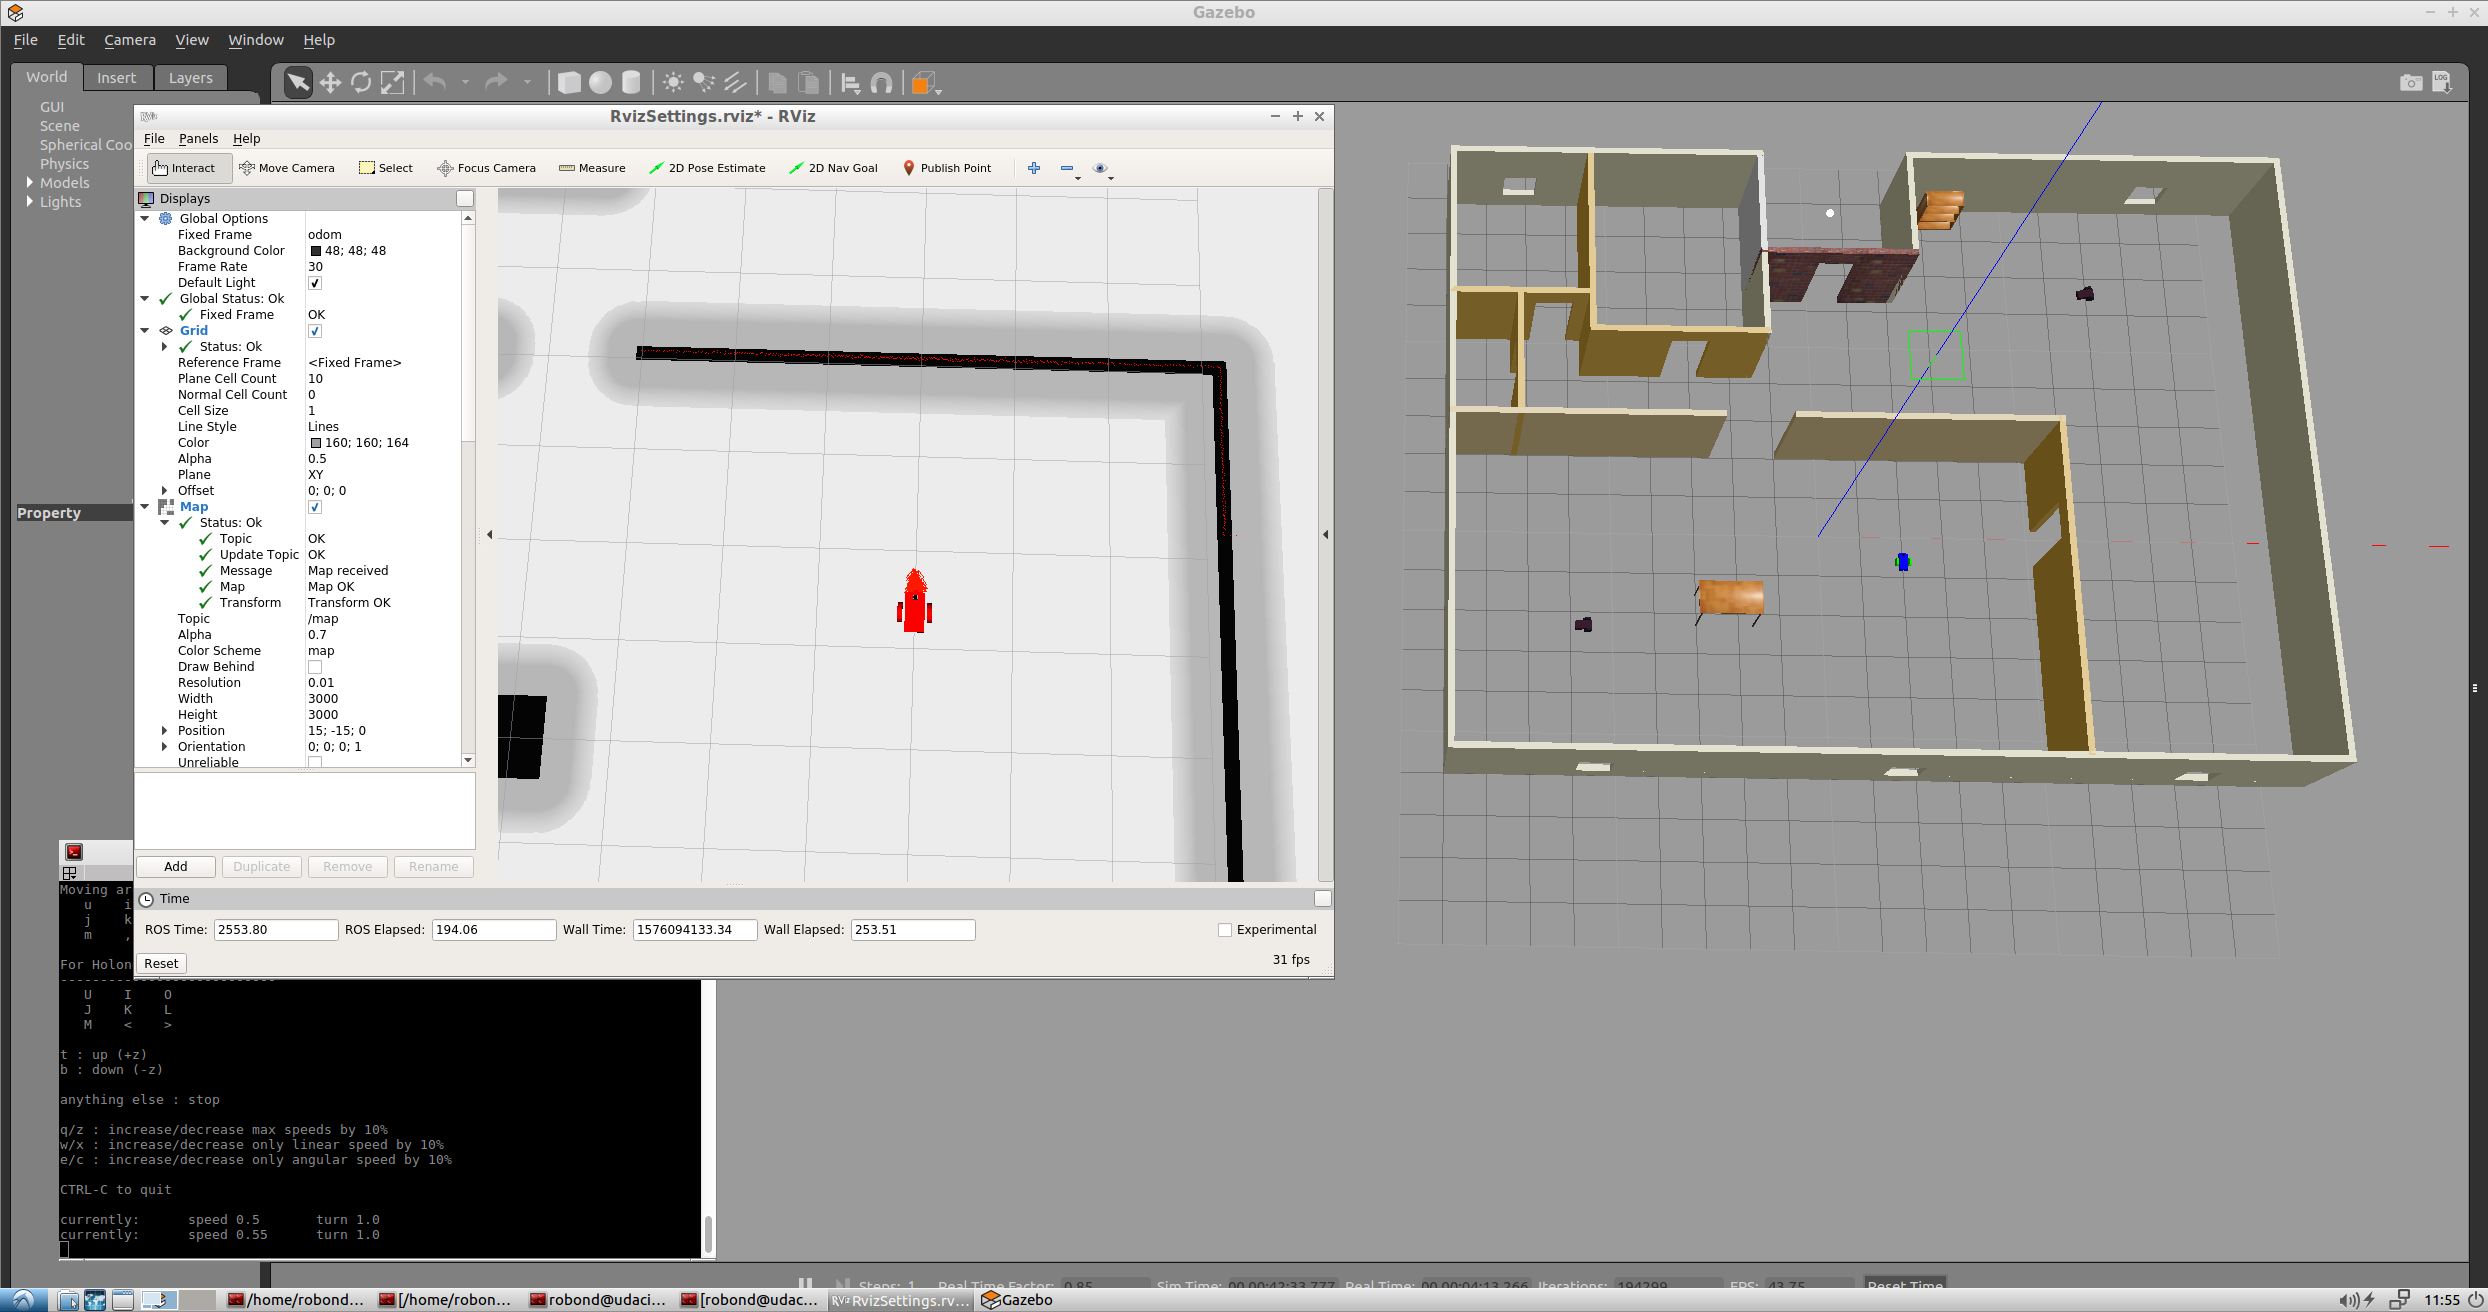 Gazebo
File Edit Camera View Window Help
World Insert Layers
GUI
Scene
Spherical Coo
Physics
Models
Lights
Property
RvizSettings.rviz* - RViz
File Panels Help
Interact Move Camera Select Focus Camera Measure 2D Pose Estimate 2D Nav Goal Publish Point
Displays
Global Options
Fixed Frame odom
Background Color 48; 48; 48
Frame Rate 30
Default Light
Global Status: Ok
Fixed Frame OK
Grid
Status: Ok
Reference Frame <Fixed Frame>
Plane Cell Count 10
Normal Cell Count 0
Cell Size 1
Line Style Lines
Color 160; 160; 164
Alpha 0.5
Plane XY
Offset 0; 0; 0
Map
Status: Ok
Topic OK
Update Topic OK
Message Map received
Map Map OK
Transform Transform OK
Topic /map
Alpha 0.7
Color Scheme map
Draw Behind
Resolution 0.01
Width 3000
Height 3000
Position 15; -15; 0
Orientation 0; 0; 0; 1
Unreliable
Add Duplicate Remove Rename
Time
ROS Time: 2553.80 ROS Elapsed: 194.06 Wall Time: 1576094133.34 Wall Elapsed: 253.51 Experimental
Reset 31 fps
Moving ar
u i
j k
m ,
For Holon
---------------------------
U I O
J K L
M < >
t : up (+z)
b : down (-z)
anything else : stop
q/z : increase/decrease max speeds by 10%
w/x : increase/decrease only linear speed by 10%
e/c : increase/decrease only angular speed by 10%
CTRL-C to quit
currently: speed 0.5 turn 1.0
currently: speed 0.55 turn 1.0
Steps: 1 Real Time Factor: 0.85 Sim Time: 00 00:42:33.777 Real Time: 00 00:04:13.266 Iterations: 194299 FPS: 43.75 Reset Time
/home/robond... [/home/robon... robond@udaci... [robond@udac... RvizSettings.rv... Gazebo 11:55